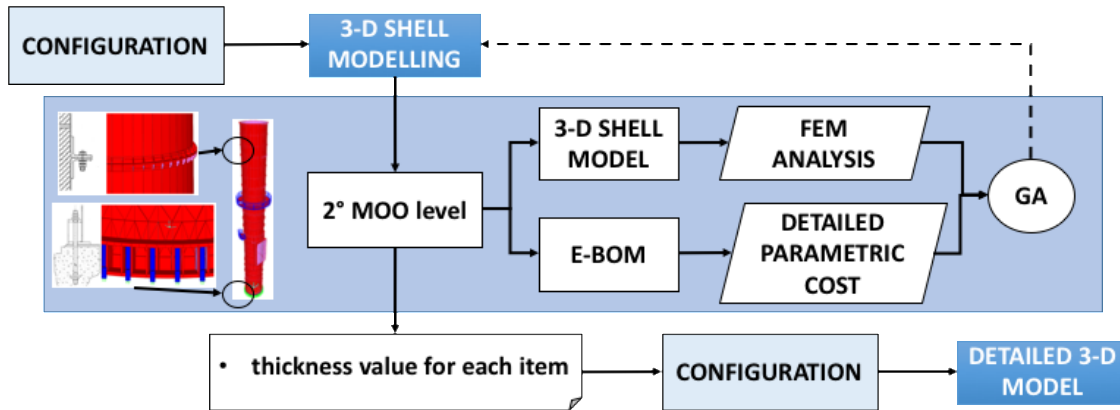 CONFIGURATION
3-D SHELL
MODELLING
3-D SHELL
MODEL
FEM
ANALYSIS
2° MOO level
GA
E-BOM
DETAILED
PARAMETRIC
COST
• thickness value for each item
CONFIGURATION
DETAILED 3-D
MODEL